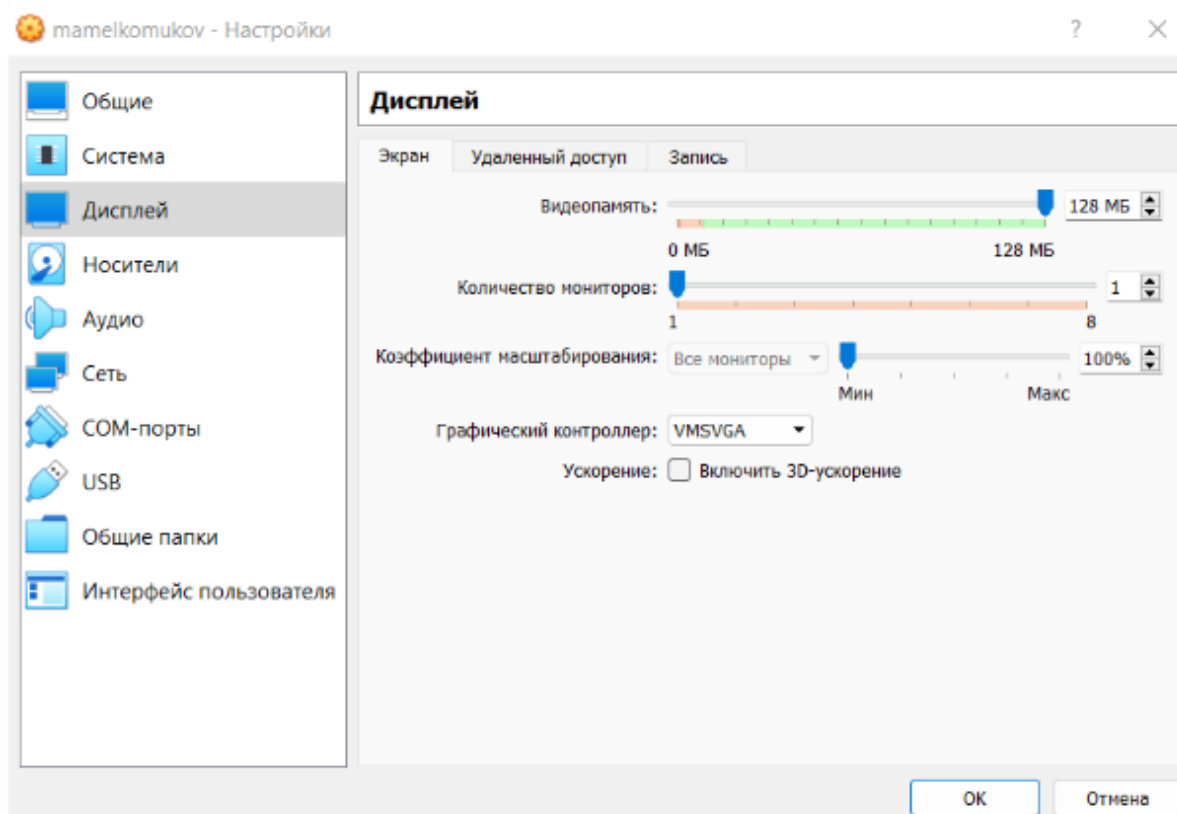 mamelkomukov - Настройки
?
Общие
Система
Дисплей
Носители
Аудио
Сеть
COM-порты
USB
Общие папки
Интерфейс пользователя
Дисплей
Экран Удаленный доступ Запись
Видеопамять: 128 МБ
0 МБ 128 МБ
Количество мониторов: 1
1 8
Коэффициент масштабирования: Все мониторы 100%
Мин Макс
Графический контроллер: VMSVGA
Ускорение: Включить 3D-ускорение
OK Отмена